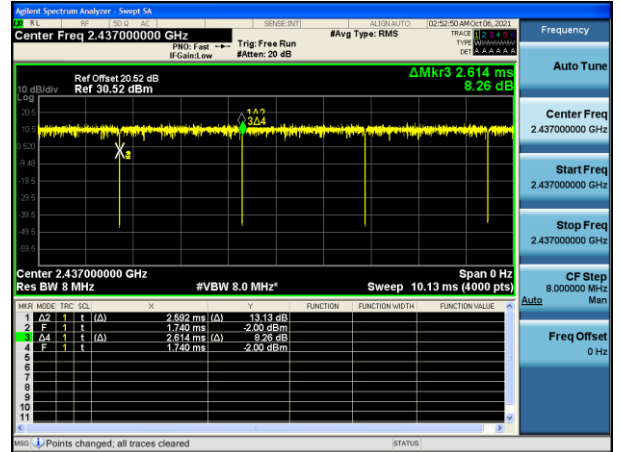 Agilent Spectrum Analyzer - Swept SA
RL RF 50 Ω AC SENSE:INT ALIGN AUTO 02:52:50 AM Oct 06, 2021
Center Freq 2.437000000 GHz
PNO: Fast
IFGain:Low
Trig: Free Run
#Atten: 20 dB
#Avg Type: RMS
TRACE 1 2 3 4 5 6
TYPE
DET A A A A A A
Frequency
Auto Tune
Center Freq
2.437000000 GHz
Start Freq
2.437000000 GHz
Stop Freq
2.437000000 GHz
CF Step
8.000000 MHz
Auto Man
Freq Offset
0 Hz
ΔMkr3 2.614 ms
8.26 dB
Ref Offset 20.52 dB
10 dB/div Ref 30.52 dBm
Log
20.5
10.5
0.520
-9.48
-19.5
-29.5
-39.5
-49.5
-59.5
1Δ2
3Δ4
Center 2.437000000 GHz Span 0 Hz
Res BW 8 MHz #VBW 8.0 MHz* Sweep 10.13 ms (4000 pts)
MKR MODE TRC SCL X Y FUNCTION FUNCTION WIDTH FUNCTION VALUE
1 Δ2 1 t (Δ) 2.592 ms (Δ) 13.13 dB
2 F 1 t 1.740 ms -2.00 dBm
3 Δ4 1 t (Δ) 2.614 ms (Δ) 8.26 dB
4 F 1 t 1.740 ms -2.00 dBm
5
6
7
8
9
10
11
MSG Points changed; all traces cleared STATUS